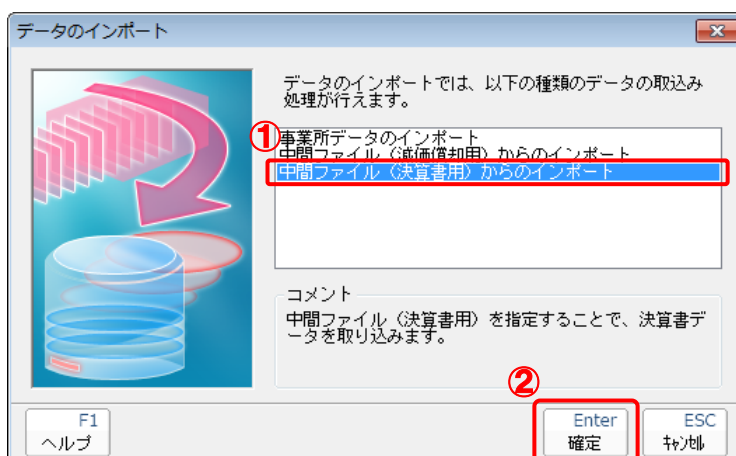 データのインポート
データのインポートでは、以下の種類のデータの取込み
処理が行えます。
①
事業所データのインポート
中間ファイル（減価償却用）からのインポート
中間ファイル（決算書用）からのインポート
コメント
中間ファイル（決算書用）を指定することで、決算書デ
ータを取り込みます。
②
F1
ヘルプ
Enter
確定
ESC
ｷｬﾝｾﾙ